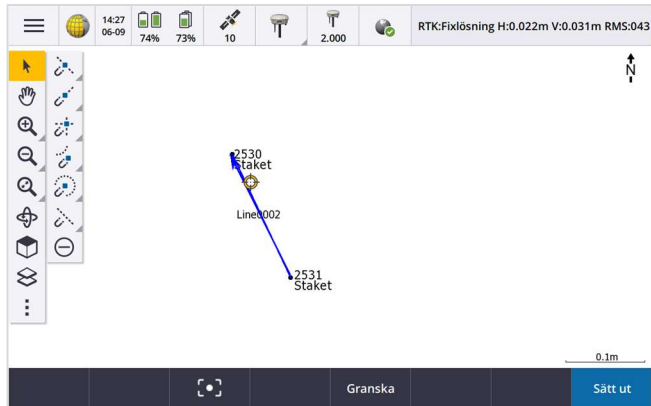 14:27
06-09
74%
73%
10
2.000
RTK:Fixlösning H:0.022m V:0.031m RMS:043
N
2530
Staket
Line0002
2531
Staket
0.1m
Granska
Sätt ut